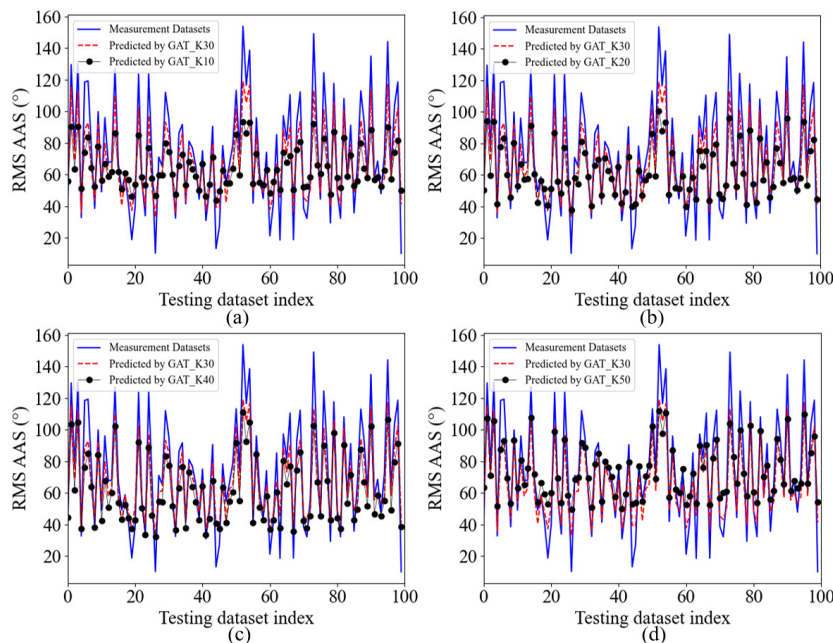 160
140
120
100
80
60
40
20
0
20
40
60
80
100
RMS AAS (°)
Testing dataset index
Measurement Datasets
Predicted by GAT_K30
Predicted by GAT_K10
(a)
160
140
120
100
80
60
40
20
0
20
40
60
80
100
RMS AAS (°)
Testing dataset index
Measurement Datasets
Predicted by GAT_K30
Predicted by GAT_K20
(b)
160
140
120
100
80
60
40
20
0
20
40
60
80
100
RMS AAS (°)
Testing dataset index
Measurement Datasets
Predicted by GAT_K30
Predicted by GAT_K40
(c)
160
140
120
100
80
60
40
20
0
20
40
60
80
100
RMS AAS (°)
Testing dataset index
Measurement Datasets
Predicted by GAT_K30
Predicted by GAT_K50
(d)